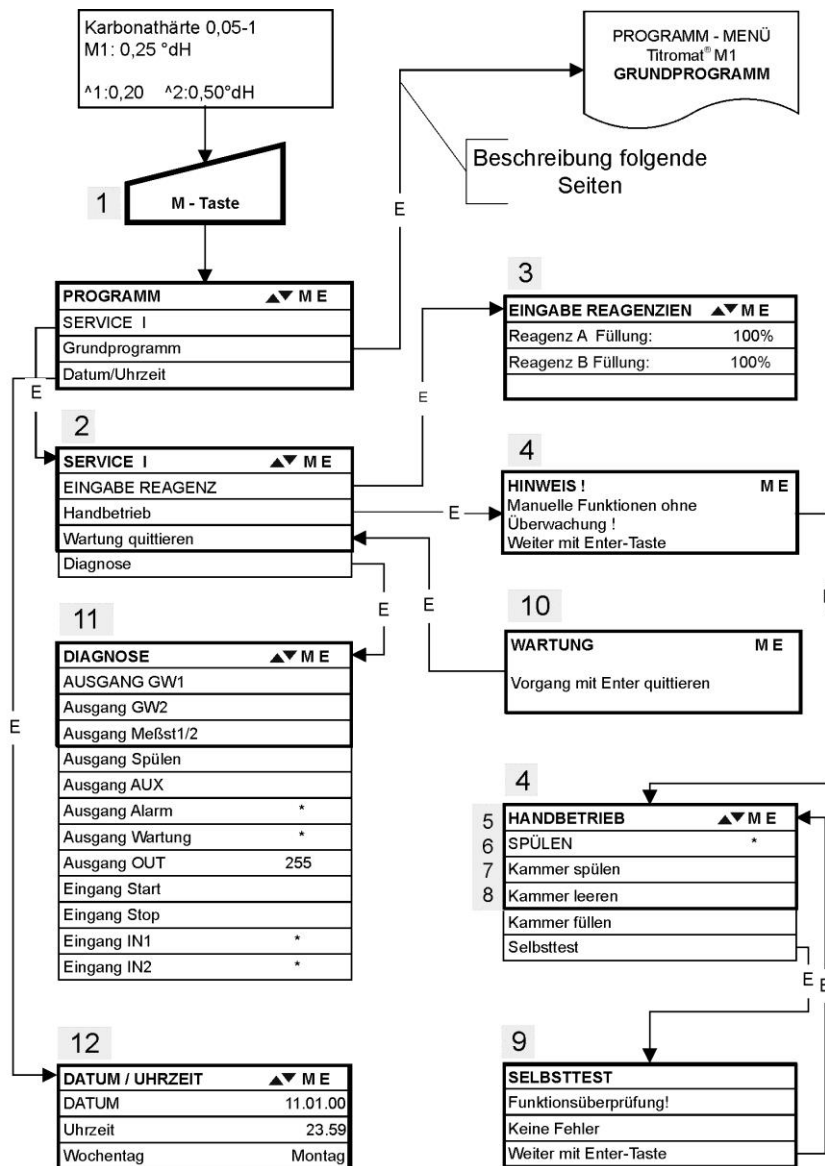 Karbonathärte 0,05-1
M1: 0,25 °dH
^1:0,20 ^2:0,50°dH
PROGRAMM - MENÜ
Titromat® M1
GRUNDPROGRAMM
Beschreibung folgende
Seiten
E
1
M - Taste
PROGRAMM ▲▼ M E
SERVICE I
Grundprogramm
Datum/Uhrzeit
E
3
EINGABE REAGENZIEN ▲▼ M E
Reagenz A Füllung: 100%
Reagenz B Füllung: 100%
E
2
SERVICE I ▲▼ M E
EINGABE REAGENZ
Handbetrieb
Wartung quittieren
Diagnose
E
4
HINWEIS ! M E
Manuelle Funktionen ohne
Überwachung !
Weiter mit Enter-Taste
E
E
10
WARTUNG M E
Vorgang mit Enter quittieren
11
DIAGNOSE ▲▼ M E
AUSGANG GW1
Ausgang GW2
Ausgang Meßst1/2
Ausgang Spülen
Ausgang AUX
Ausgang Alarm *
Ausgang Wartung *
Ausgang OUT 255
Eingang Start
Eingang Stop
Eingang IN1 *
Eingang IN2 *
E
4
5 HANDBETRIEB ▲▼ M E
6 SPÜLEN *
7 Kammer spülen
8 Kammer leeren
Kammer füllen
Selbsttest
E
12
DATUM / UHRZEIT ▲▼ M E
DATUM 11.01.00
Uhrzeit 23.59
Wochentag Montag
9
SELBSTTEST
Funktionsüberprüfung!
Keine Fehler
Weiter mit Enter-Taste